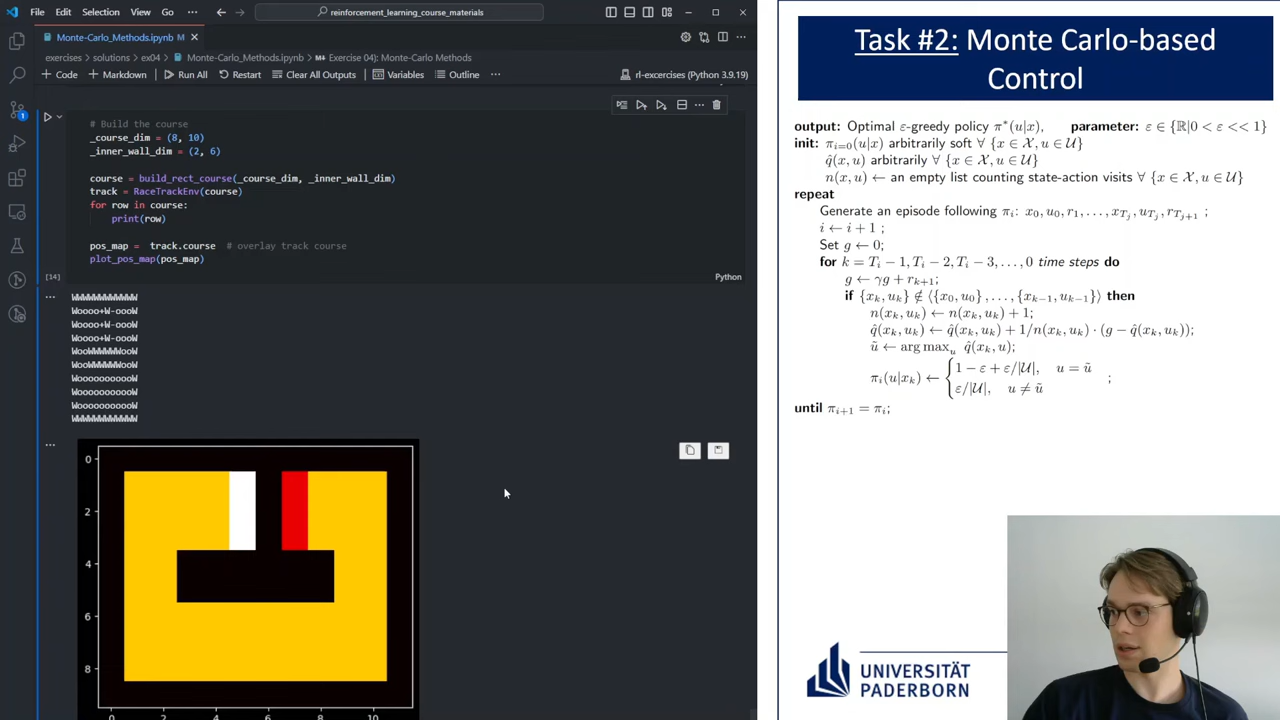 File Edit Selection View Go ···
reinforcement_learning_course_materials
Monte-Carlo_Methods.ipynb M
exercises > solutions > ex04 > Monte-Carlo_Methods.ipynb > Exercise 04): Monte-Carlo Methods
+ Code + Markdown Run All Restart Clear All Outputs Variables Outline ··· rl-excercises (Python 3.9.19)
# Build the course
_course_dim = (8, 10)
_inner_wall_dim = (2, 6)
course = build_rect_course(_course_dim, _inner_wall_dim)
track = RaceTrackEnv(course)
for row in course:
print(row)
pos_map = track.course # overlay track course
plot_pos_map(pos_map)
[14]
Python
WWWWWWWWWWWW
Woooo+W-oooW
Woooo+W-oooW
Woooo+W-oooW
WooWWWWWWooW
WooWWWWWWooW
WooooooooooW
WooooooooooW
WooooooooooW
WWWWWWWWWWWW
0
2
4
6
8
0 2 4 6 8 10
Task #2: Monte Carlo-based
Control
output: Optimal ε-greedy policy π*(u|x), parameter: ε ∈ {ℝ|0 < ε << 1}
init: π_{i=0}(u|x) arbitrarily soft ∀ {x ∈ 𝒳, u ∈ 𝒰}
q̂(x, u) arbitrarily ∀ {x ∈ 𝒳, u ∈ 𝒰}
n(x, u) ← an empty list counting state-action visits ∀ {x ∈ 𝒳, u ∈ 𝒰}
repeat
Generate an episode following π_i: x_0, u_0, r_1, . . . , x_{T_j}, u_{T_j}, r_{T_j+1} ;
i ← i + 1 ;
Set g ← 0;
for k = T_i − 1, T_i − 2, T_i − 3, . . . , 0 time steps do
g ← γg + r_{k+1};
if {x_k, u_k} ∉ ⟨{x_0, u_0} , . . . , {x_{k−1}, u_{k−1}}⟩ then
n(x_k, u_k) ← n(x_k, u_k) + 1;
q̂(x_k, u_k) ← q̂(x_k, u_k) + 1/n(x_k, u_k) · (g − q̂(x_k, u_k));
ũ ← arg max_u q̂(x_k, u);
π_i(u|x_k) ← { 1 − ε + ε/|𝒰|, u = ũ
ε/|𝒰|, u ≠ ũ ;
until π_{i+1} = π_i;
UNIVERSITÄT
PADERBORN